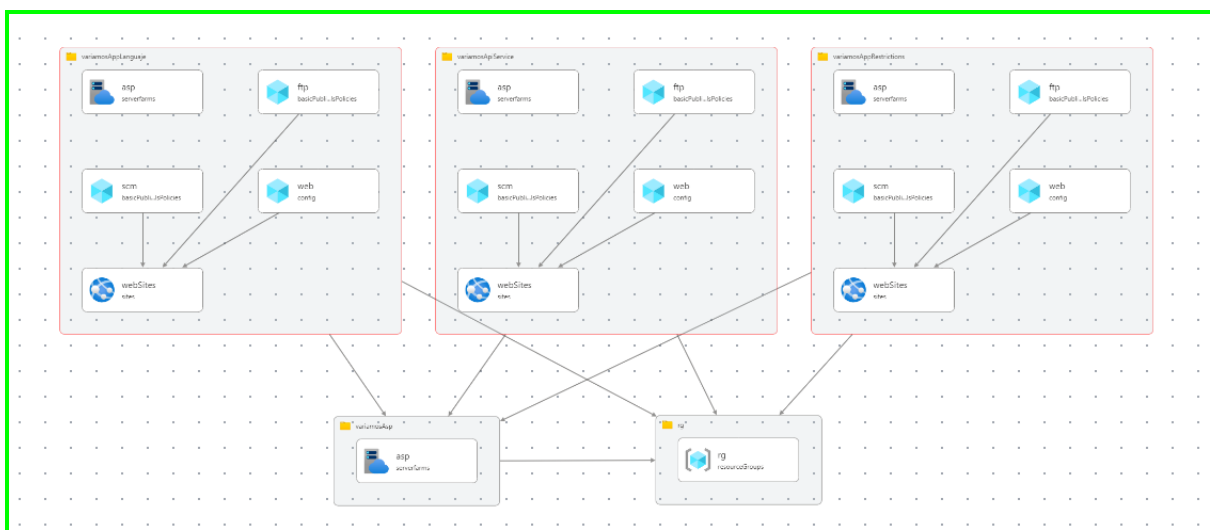 variamosAppLanguaje
asp
serverfarms
ftp
basicPubli...lsPolicies
scm
basicPubli...lsPolicies
web
config
webSites
sites
variamosApiService
asp
serverfarms
ftp
basicPubli...lsPolicies
scm
basicPubli...lsPolicies
web
config
webSites
sites
variamosAppRestrictions
asp
serverfarms
ftp
basicPubli...lsPolicies
scm
basicPubli...lsPolicies
web
config
webSites
sites
variamosAsp
asp
serverfarms
rg
rg
resourceGroups